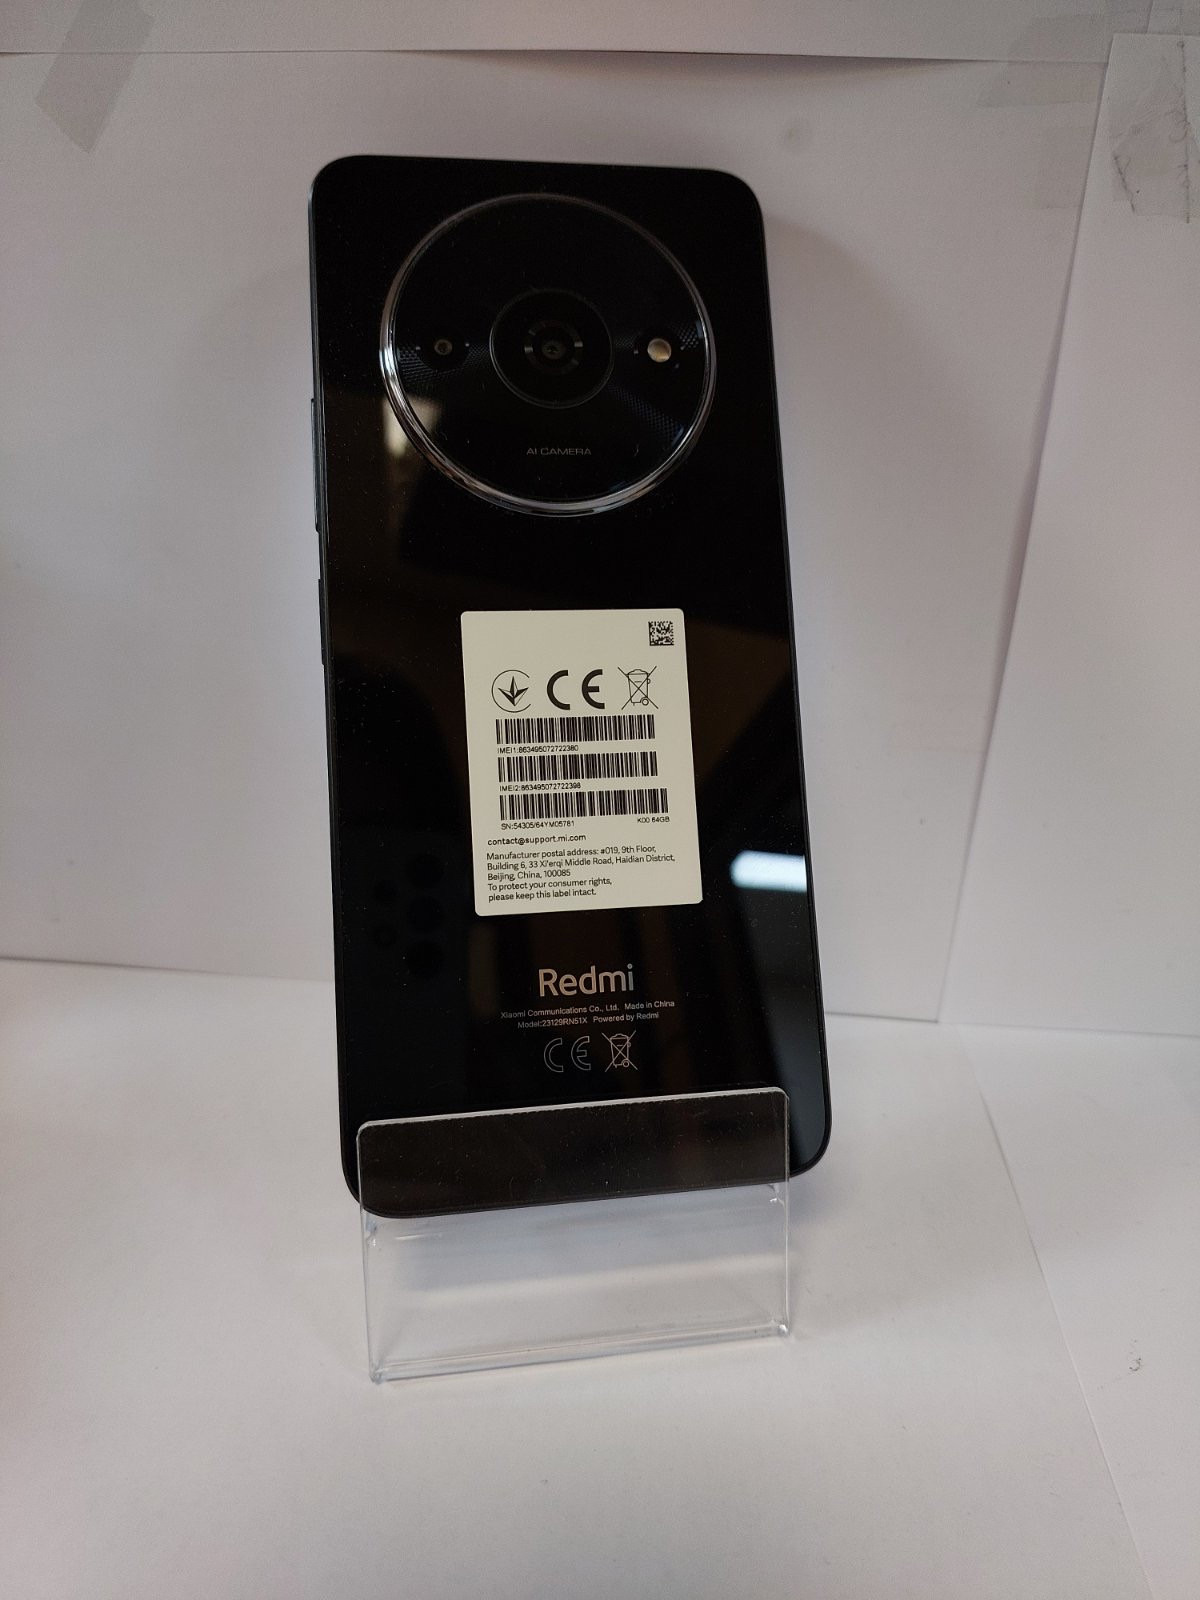 AI CAMERA
CE
IMEI1:863495072722380
IMEI2:863495072722398
SN:54305/64YM05781 K00 64GB
contact@support.mi.com
Manufacturer postal address: #019, 9th Floor,
Building 6, 33 Xi'erqi Middle Road, Haidian District,
Beijing, China, 100085
To protect your consumer rights,
please keep this label intact.
Redmi
Xiaomi Communications Co., Ltd. Made in China
Model:23129RN51X Powered by Redmi
CE